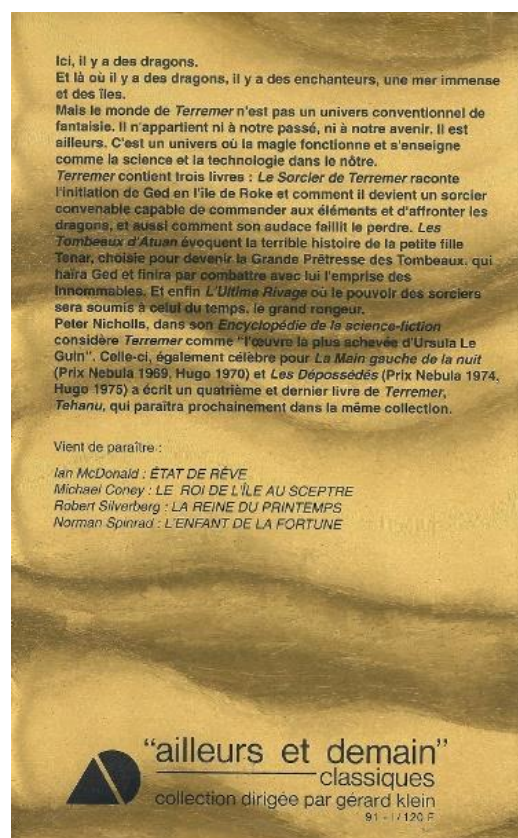 Ici, il y a des dragons.
Et là où il y a des dragons, il y a des enchanteurs, une mer immense
et des îles.
Mais le monde de Terremer n'est pas un univers conventionnel de
fantaisie. Il n'appartient ni à notre passé, ni à notre avenir. Il est
ailleurs. C'est un univers où la magie fonctionne et s'enseigne
comme la science et la technologie dans le nôtre.
Terremer contient trois livres : Le Sorcier de Terremer raconte
l'initiation de Ged en l'île de Roke et comment il devient un sorcier
convenable capable de commander aux éléments et d'affronter les
dragons, et aussi comment son audace faillit le perdre. Les
Tombeaux d'Atuan évoquent la terrible histoire de la petite fille
Tenar, choisie pour devenir la Grande Prêtresse des Tombeaux, qui
haïra Ged et finira par combattre avec lui l'emprise des
Innommables. Et enfin L'Ultime Rivage où le pouvoir des sorciers
sera soumis à celui du temps, le grand rongeur.
Peter Nicholls, dans son Encyclopédie de la science-fiction
considère Terremer comme "l'œuvre la plus achevée d'Ursula Le
Guin". Celle-ci, également célèbre pour La Main gauche de la nuit
(Prix Nebula 1969, Hugo 1970) et Les Dépossédés (Prix Nebula 1974,
Hugo 1975) a écrit un quatrième et dernier livre de Terremer,
Tehanu, qui paraîtra prochainement dans la même collection.
Vient de paraître :
Ian McDonald : ÉTAT DE RÊVE
Michael Coney : LE ROI DE L'ÎLE AU SCEPTRE
Robert Silverberg : LA REINE DU PRINTEMPS
Norman Spinrad : L'ENFANT DE LA FORTUNE
"ailleurs et demain"
classiques
collection dirigée par gérard klein
91 - I / 120 F